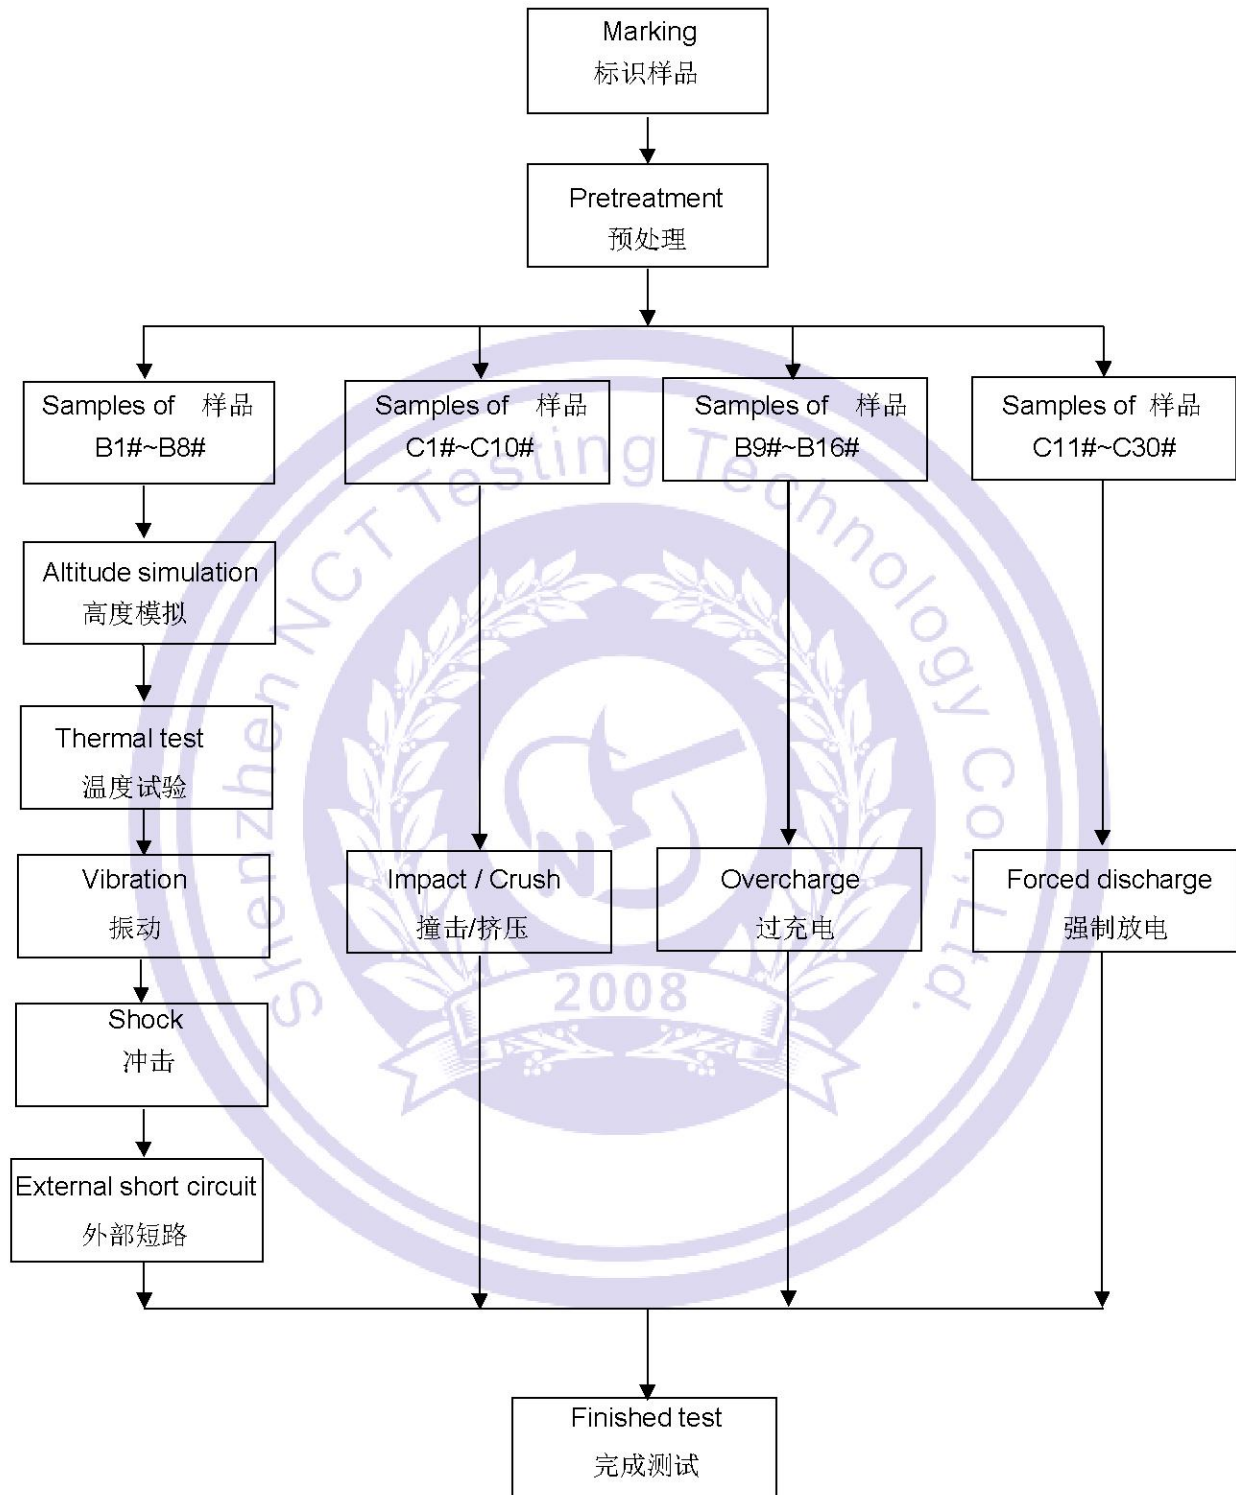 Marking
标识样品
Pretreatment
预处理
Samples of 样品
B1#~B8#
Samples of 样品
C1#~C10#
Samples of 样品
B9#~B16#
Samples of 样品
C11#~C30#
Altitude simulation
高度模拟
Thermal test
温度试验
Vibration
振动
Impact / Crush
撞击/挤压
Overcharge
过充电
Forced discharge
强制放电
Shock
冲击
External short circuit
外部短路
Finished test
完成测试
Shenzhen NCT Testing Technology Co., Ltd.
N
2008